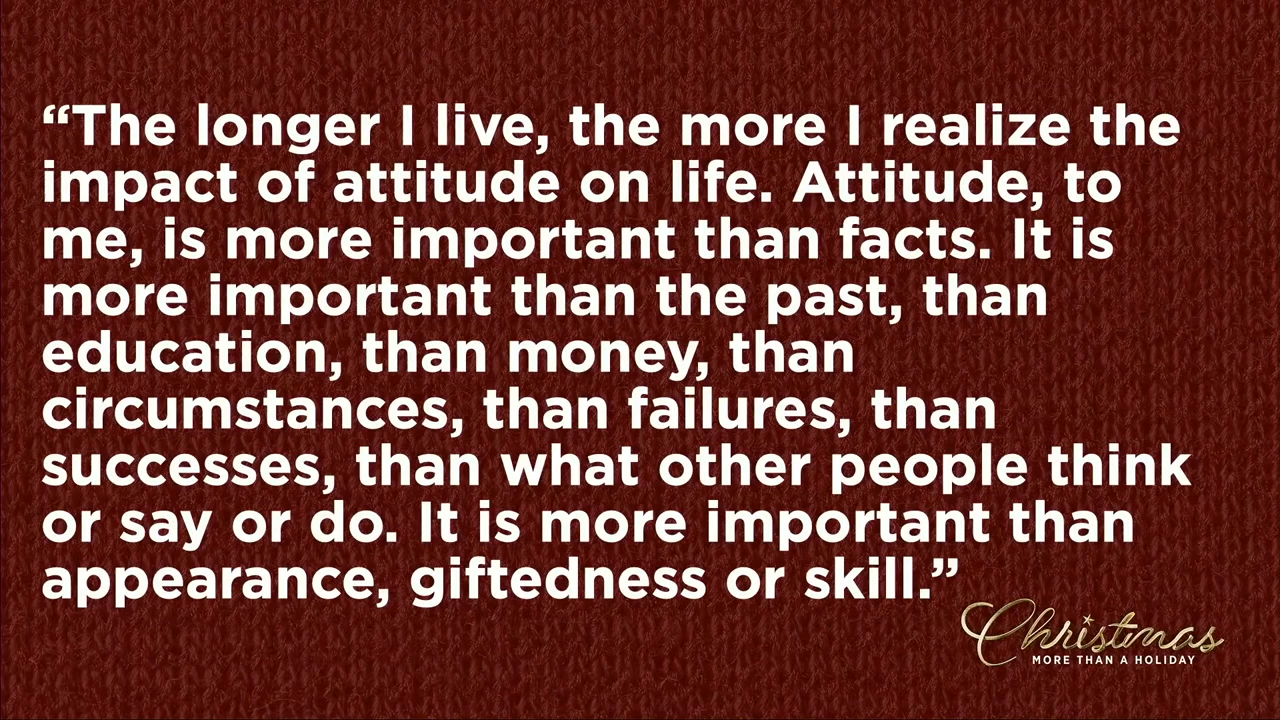 “The longer I live, the more I realize the
impact of attitude on life. Attitude, to
me, is more important than facts. It is
more important than the past, than
education, than money, than
circumstances, than failures, than
successes, than what other people think
or say or do. It is more important than
appearance, giftedness or skill.”
Christmas
MORE THAN A HOLIDAY